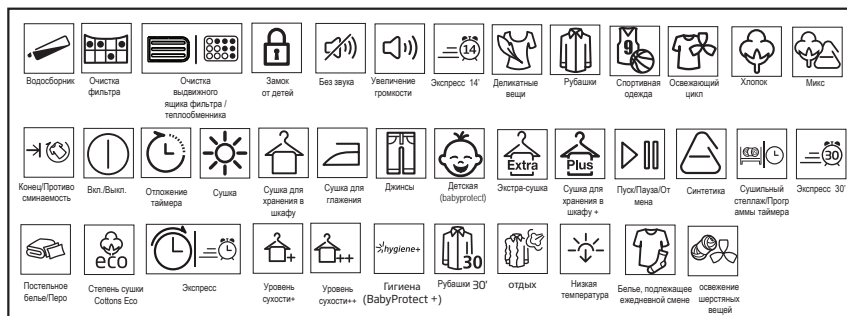 14
9
Водосборник
Очистка
фильтра
Очистка
выдвижного
ящика фильтра /
теплообменника
Замок
от детей
Без звука
Увеличение
громкости
Экспресс 14'
Деликатные
вещи
Рубашки
Спортивная
одежда
Освежающий
цикл
Хлопок
Микс
Extra
Plus
30
Конец/Противо
сминаемость
Вкл./Выкл.
Отложение
таймера
Сушка
Сушка для
хранения в
шкафу
Сушка для
глажения
Джинсы
Детская
(babyprotect)
Экстра-сушка
Сушка для
хранения в
шкафу +
Пуск/Пауза/От
мена
Синтетика
Сушильный
стеллаж/Прогр
аммы таймера
Экспресс 30'
eco
+
++
hygiene+
30
Постельное
белье/Перо
Степень сушки
Cottons Eco
Экспресс
Уровень
сухости+
Уровень
сухости++
Гигиена
(BabyProtect +)
Рубашки 30'
отдых
Низкая
температура
Белье, подлежащее
ежедневной смене
освежение
шерстяных
вещей